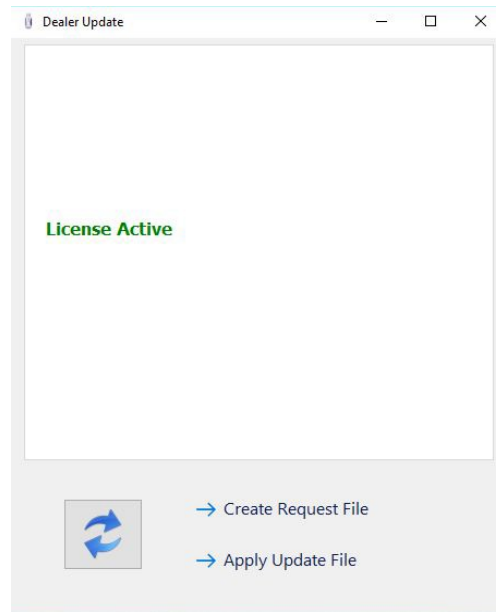 Dealer Update
License Active
Create Request File
Apply Update File